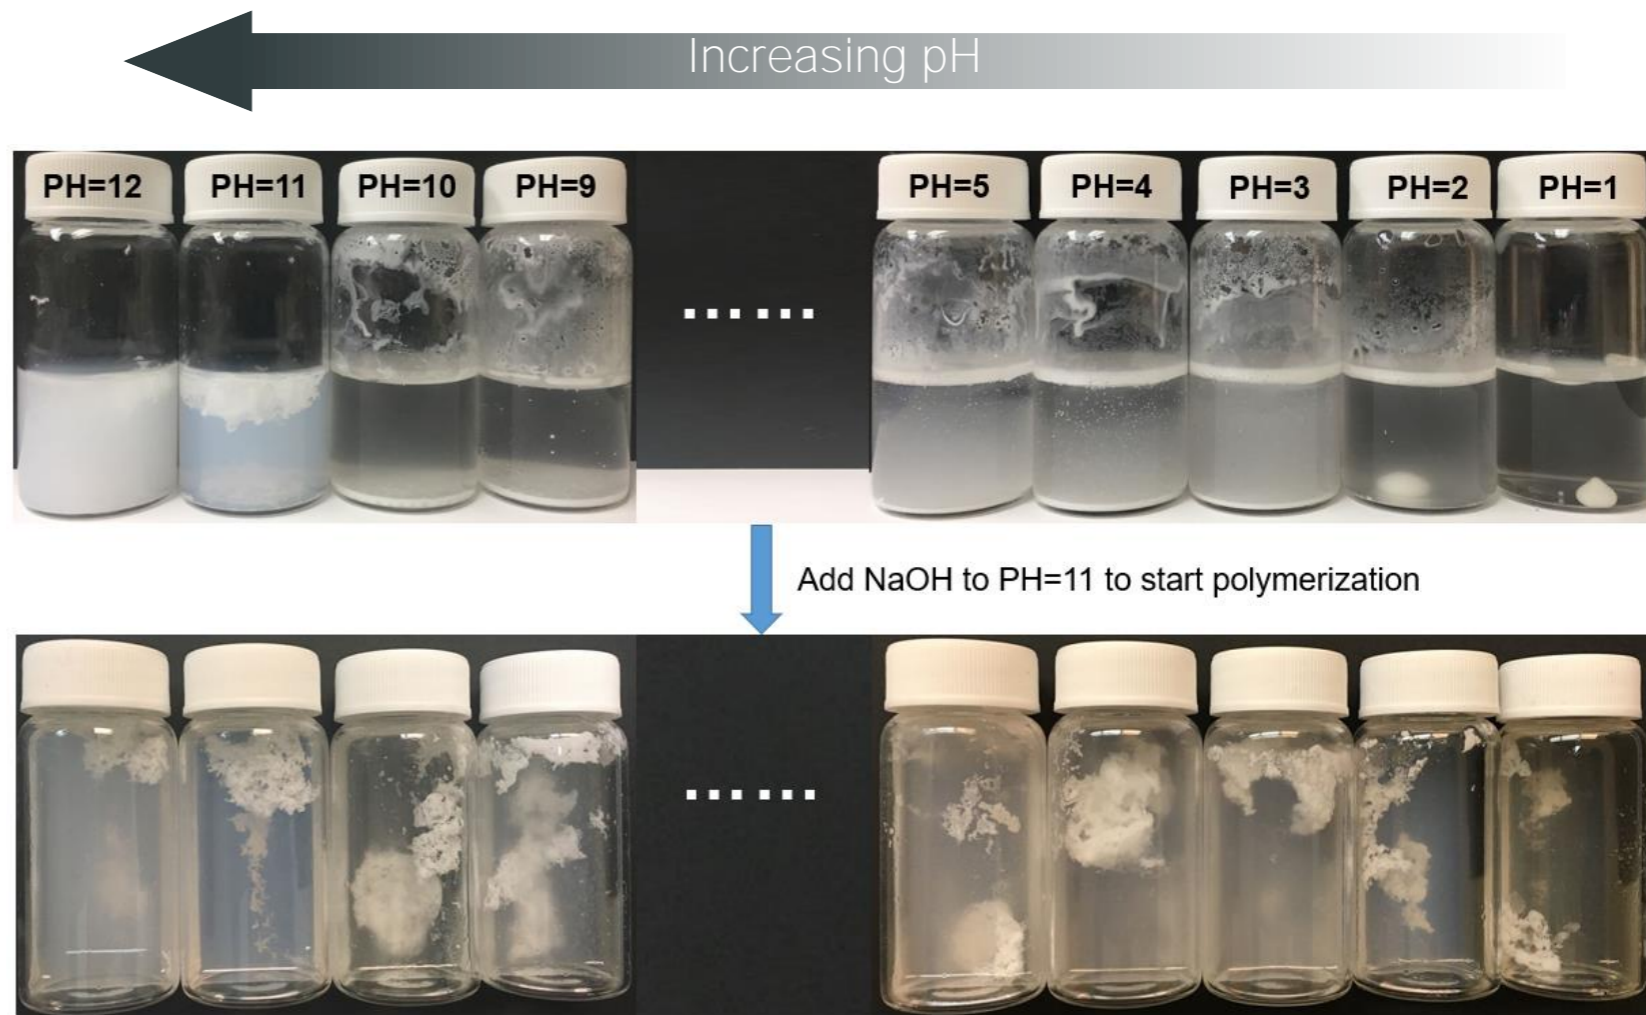 Increasing pH
PH=12 PH=11 PH=10 PH=9 PH=5 PH=4 PH=3 PH=2 PH=1
......
Add NaOH to PH=11 to start polymerization
......